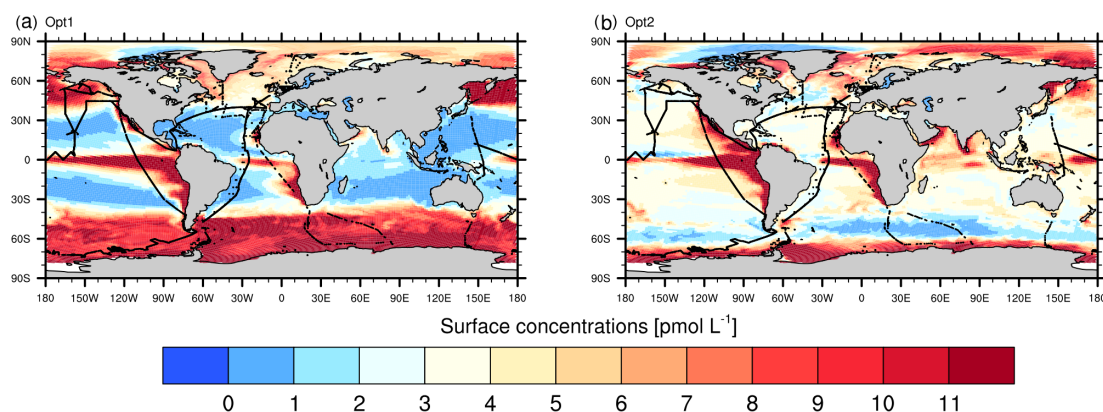 (a) Opt1
(b) Opt2
90N
60N
30N
0
30S
60S
90S
180 150W 120W 90W 60W 30W 0 30E 60E 90E 120E 150E 180
90N
60N
30N
0
30S
60S
90S
180 150W 120W 90W 60W 30W 0 30E 60E 90E 120E 150E 180
Surface concentrations [pmol L⁻¹]
0 1 2 3 4 5 6 7 8 9 10 11